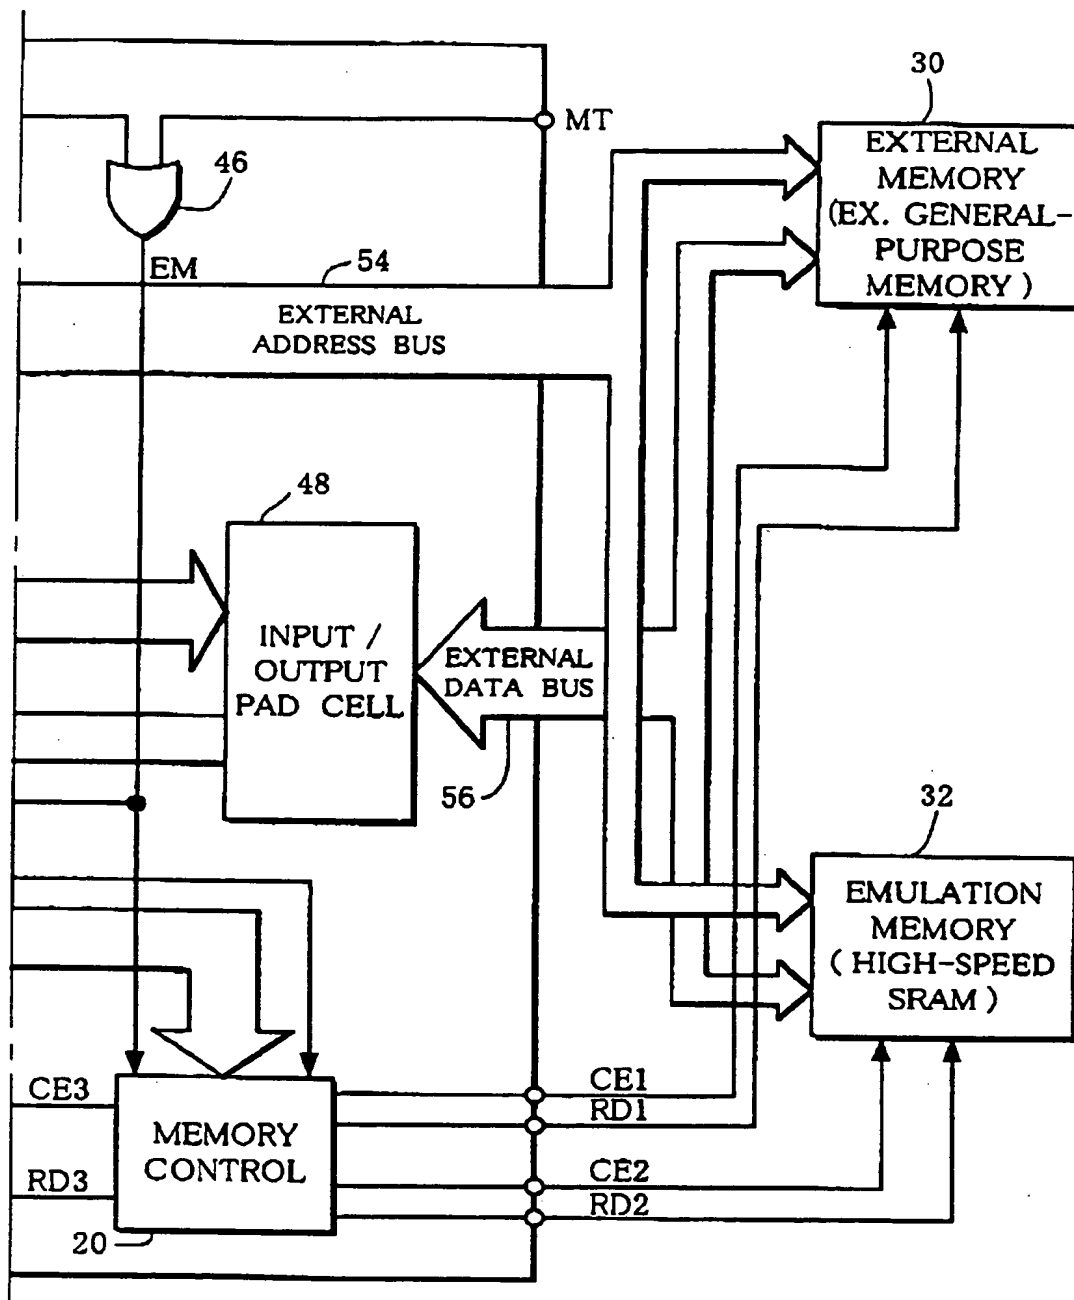 30
MT
EXTERNAL
MEMORY
(EX. GENERAL-
PURPOSE
MEMORY)
46
EM
54
EXTERNAL
ADDRESS BUS
48
INPUT /
OUTPUT
PAD CELL
EXTERNAL
DATA BUS
56
32
EMULATION
MEMORY
( HIGH-SPEED
SRAM )
CE3
CE1
RD1
MEMORY
CONTROL
RD3
CE2
RD2
20